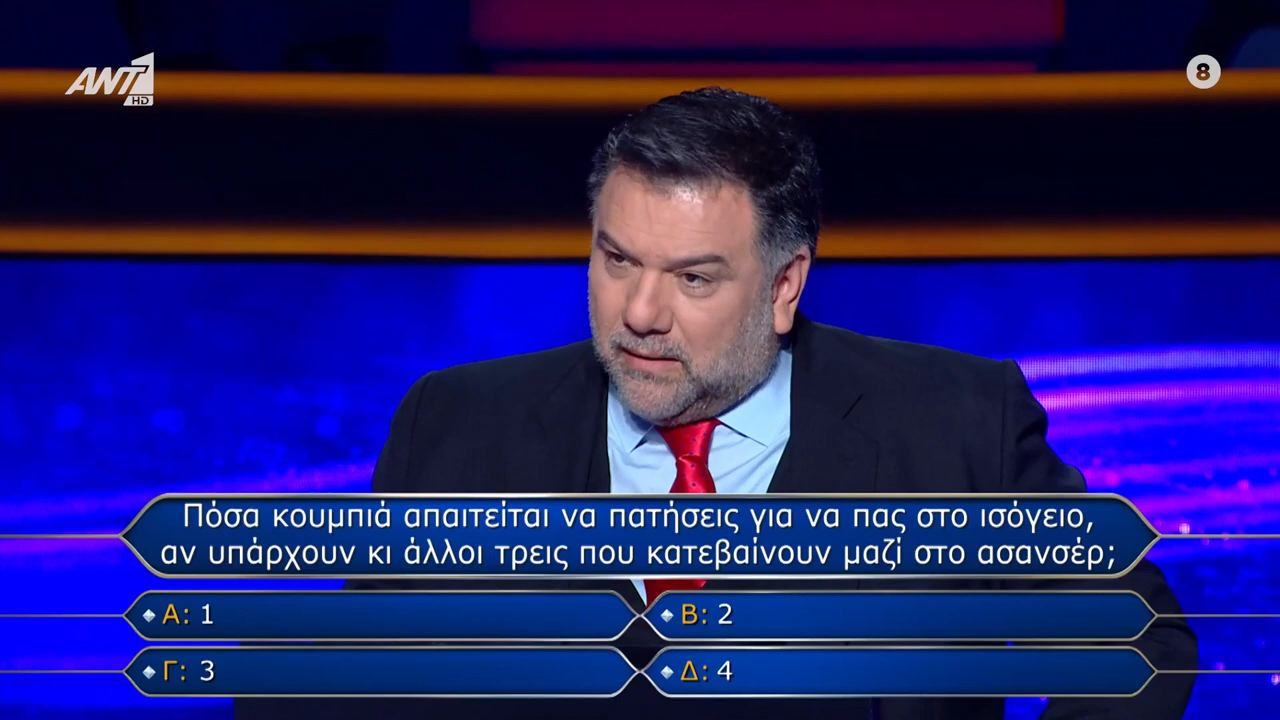 ANT1
HD
8
Πόσα κουμπιά απαιτείται να πατήσεις για να πας στο ισόγειο,
αν υπάρχουν κι άλλοι τρεις που κατεβαίνουν μαζί στο ασανσέρ;
Α: 1
Β: 2
Γ: 3
Δ: 4